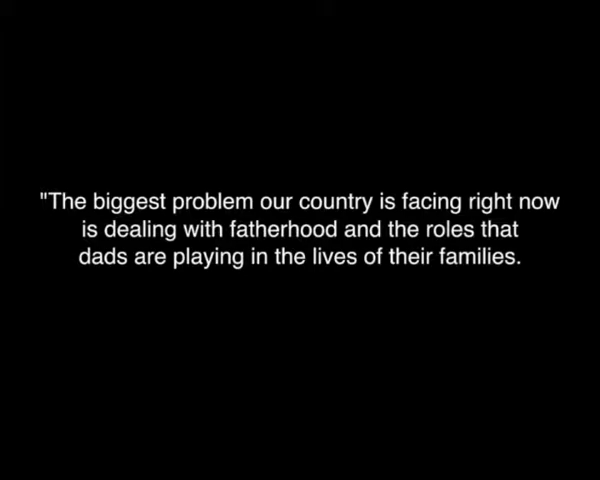 "The biggest problem our country is facing right now
is dealing with fatherhood and the roles that
dads are playing in the lives of their families.